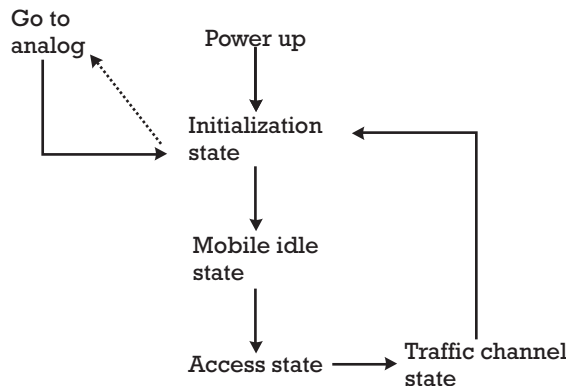 Go to
analog
Power up
Initialization
state
Mobile idle
state
Access state
Traffic channel
state